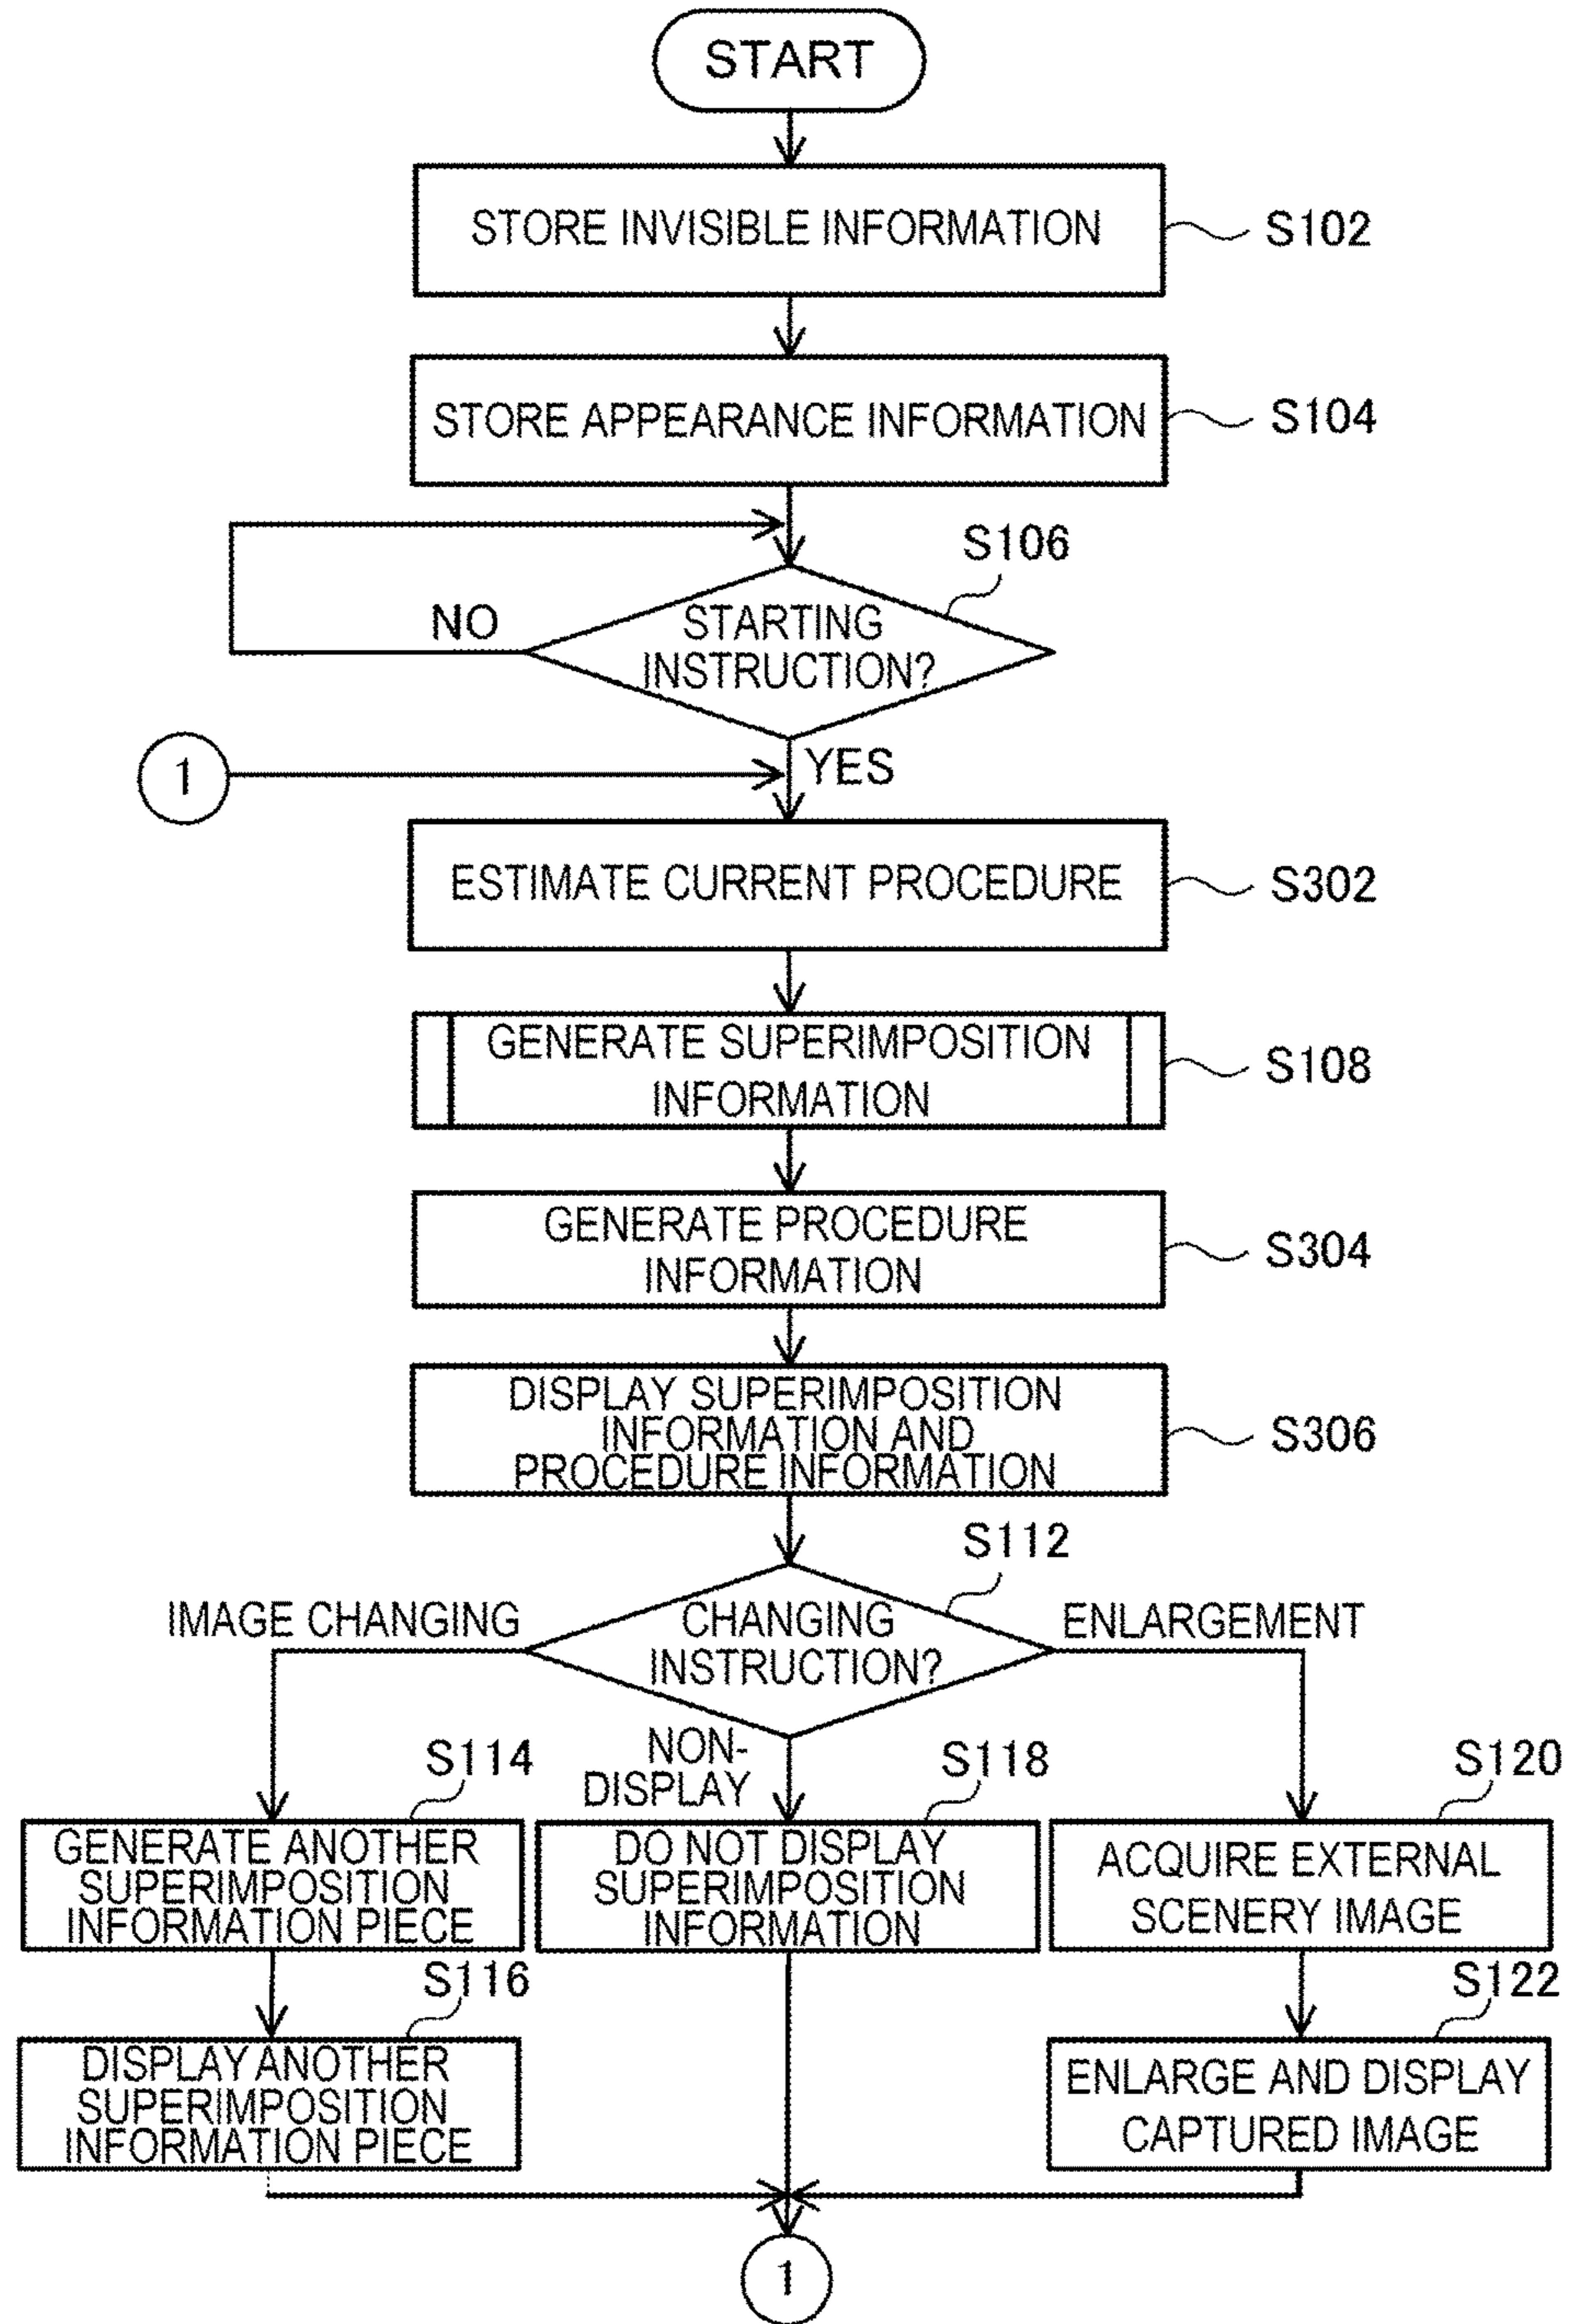 START
STORE INVISIBLE INFORMATION
S102
STORE APPEARANCE INFORMATION
S104
S106
NO
STARTING
INSTRUCTION?
1
YES
ESTIMATE CURRENT PROCEDURE
S302
GENERATE SUPERIMPOSITION
INFORMATION
S108
GENERATE PROCEDURE
INFORMATION
S304
DISPLAY SUPERIMPOSITION
INFORMATION AND
PROCEDURE INFORMATION
S306
S112
IMAGE CHANGING
CHANGING
INSTRUCTION?
ENLARGEMENT
NON-
DISPLAY
S114
GENERATE ANOTHER
SUPERIMPOSITION
INFORMATION PIECE
S118
DO NOT DISPLAY
SUPERIMPOSITION
INFORMATION
S120
ACQUIRE EXTERNAL
SCENERY IMAGE
S116
DISPLAY ANOTHER
SUPERIMPOSITION
INFORMATION PIECE
S122
ENLARGE AND DISPLAY
CAPTURED IMAGE
1